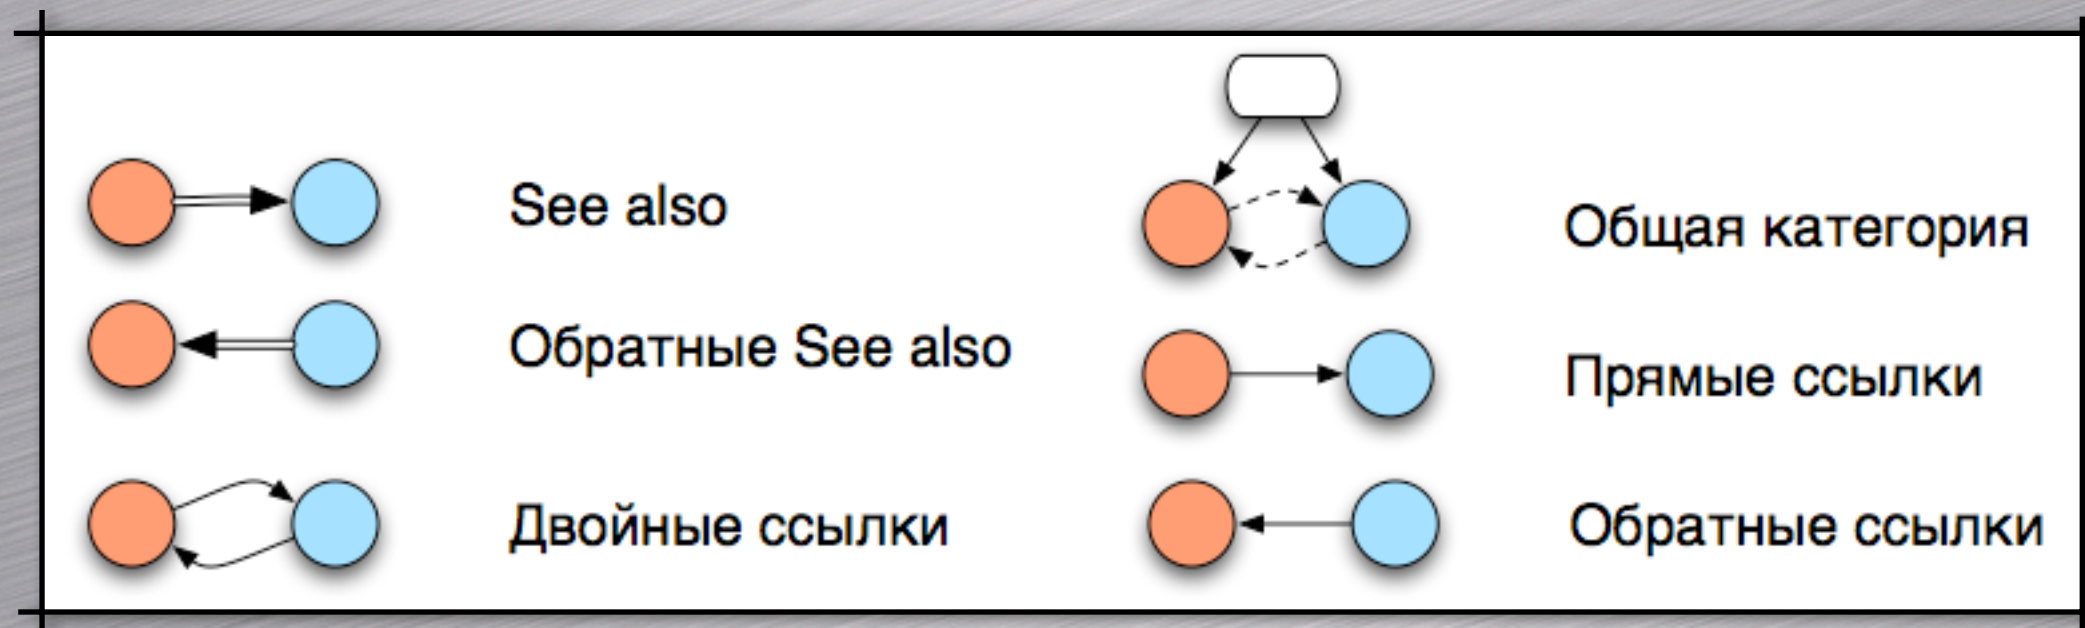 See also
Обратные See also
Двойные ссылки
Общая категория
Прямые ссылки
Обратные ссылки